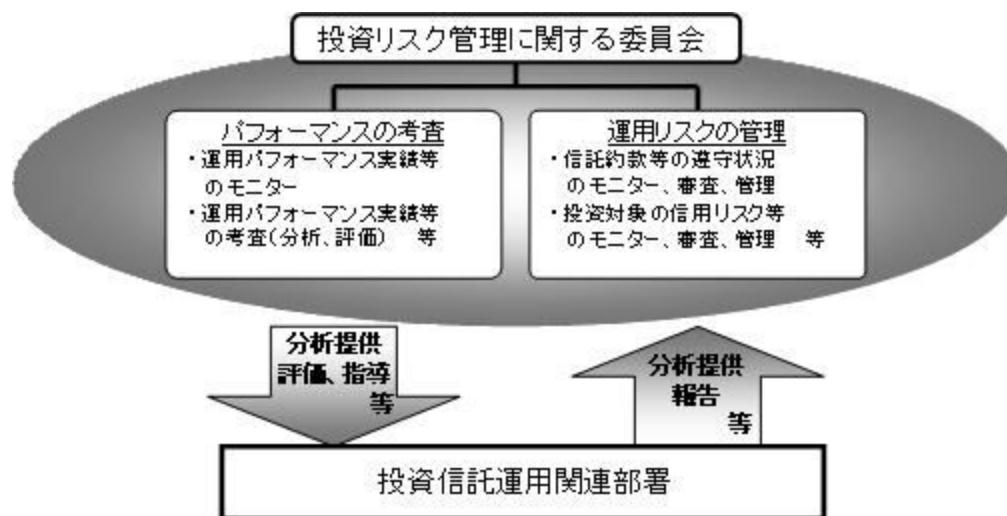 投資リスク管理に関する委員会
パフォーマンスの考査
・運用パフォーマンス実績等
のモニター
・運用パフォーマンス実績等
の考査(分析、評価) 等
運用リスクの管理
・信託約款等の遵守状況
のモニター、審査、管理
・投資対象の信用リスク等
のモニター、審査、管理 等
分析提供
評価、指導
等
分析提供
報告
等
投資信託運用関連部署